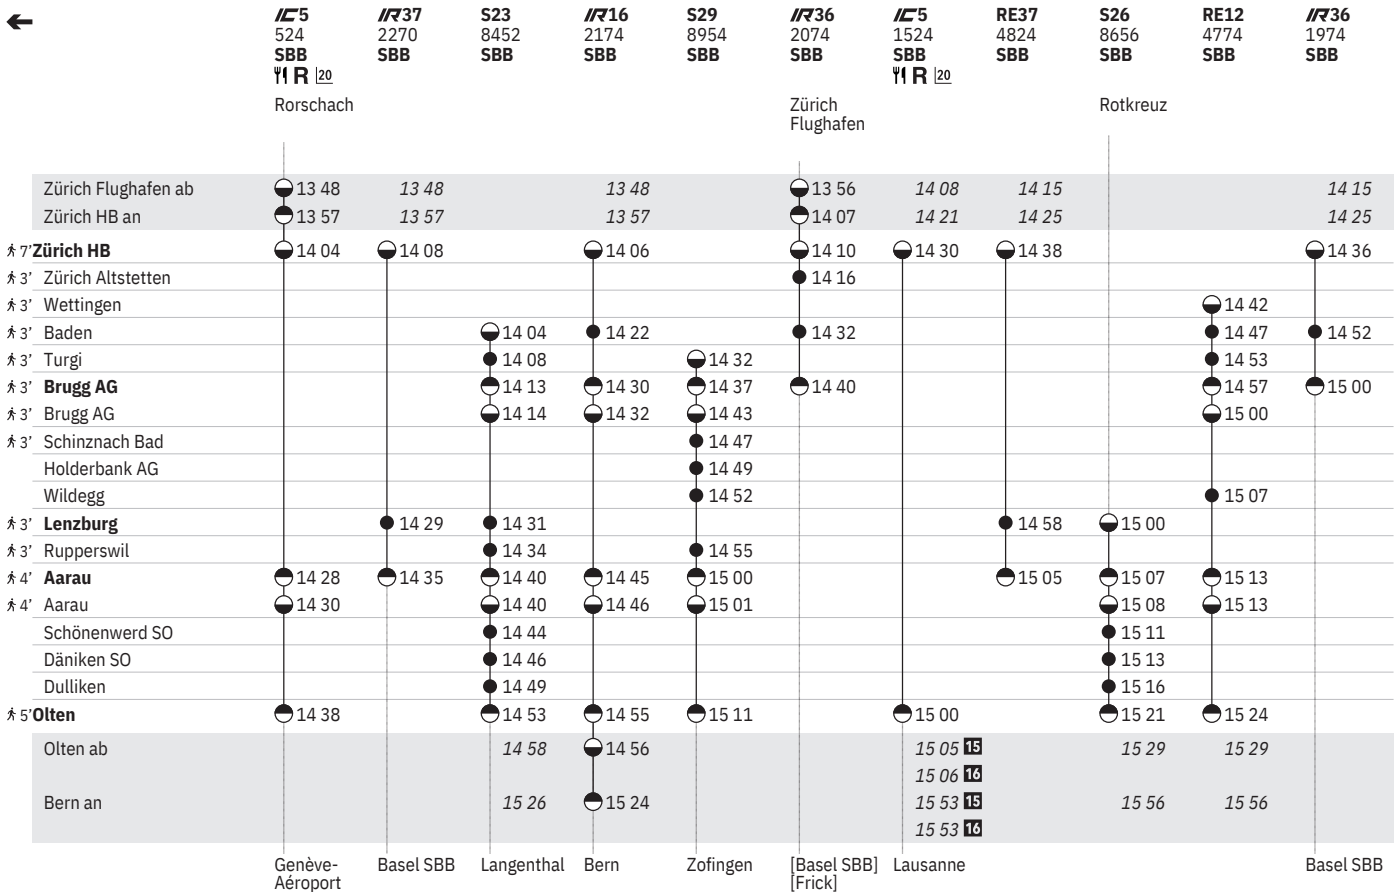 IC5 IR37 S23 IR16 S29 IR36 IC5 RE37 S26 RE12 IR36
524 2270 8452 2174 8954 2074 1524 4824 8656 4774 1974
SBB SBB SBB SBB SBB SBB SBB SBB SBB SBB SBB
R 20 R 20
Rorschach Zürich Rotkreuz
Flughafen
Zürich Flughafen ab 13 48 13 48 13 48 13 56 14 08 14 15 14 15
Zürich HB an 13 57 13 57 13 57 14 07 14 21 14 25 14 25
7’ Zürich HB 14 04 14 08 14 06 14 10 14 30 14 38 14 36
3’ Zürich Altstetten 14 16
3’ Wettingen 14 42
3’ Baden 14 04 14 22 14 32 14 47 14 52
3’ Turgi 14 08 14 32 14 53
3’ Brugg AG 14 13 14 30 14 37 14 40 14 57 15 00
3’ Brugg AG 14 14 14 32 14 43 15 00
3’ Schinznach Bad 14 47
Holderbank AG 14 49
Wildegg 14 52 15 07
3’ Lenzburg 14 29 14 31 14 58 15 00
3’ Rupperswil 14 34 14 55
4’ Aarau 14 28 14 35 14 40 14 45 15 00 15 05 15 07 15 13
4’ Aarau 14 30 14 40 14 46 15 01 15 08 15 13
Schönenwerd SO 14 44 15 11
Däniken SO 14 46 15 13
Dulliken 14 49 15 16
5’ Olten 14 38 14 53 14 55 15 11 15 00 15 21 15 24
Olten ab 14 58 14 56 15 05 15 15 29 15 29
15 06 16
Bern an 15 26 15 24 15 53 15 15 56 15 56
15 53 16
Genève- Basel SBB Langenthal Bern Zofingen [Basel SBB] Lausanne Basel SBB
Aéroport [Frick]